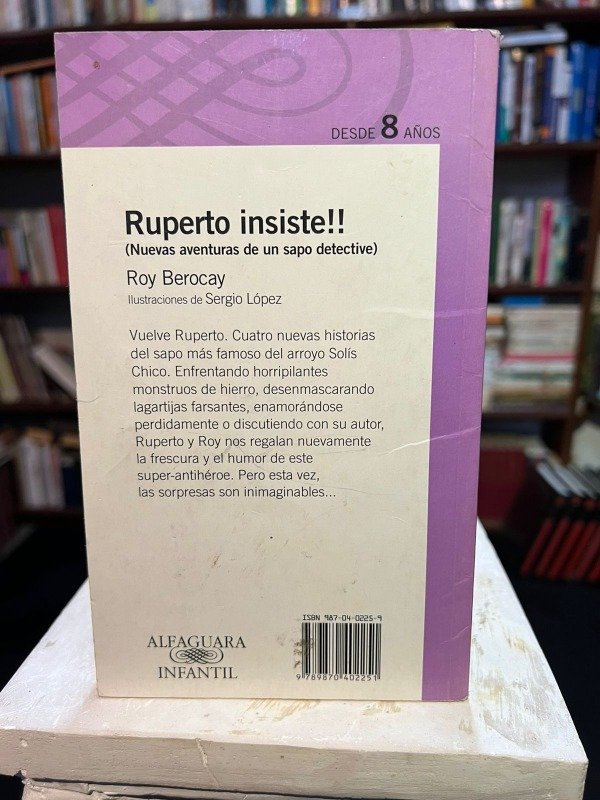 DESDE 8 AÑOS
Ruperto insiste!!
(Nuevas aventuras de un sapo detective)
Roy Berocay
Ilustraciones de Sergio López
Vuelve Ruperto. Cuatro nuevas historias
del sapo más famoso del arroyo Solís
Chico. Enfrentando horripilantes
monstruos de hierro, desenmascarando
lagartijas farsantes, enamorándose
perdidamente o discutiendo con su autor,
Ruperto y Roy nos regalan nuevamente
la frescura y el humor de este
super-antihéroe. Pero esta vez,
las sorpresas son inimaginables...
ISBN 987-04-0225-9
9 789870 402251
ALFAGUARA
INFANTIL